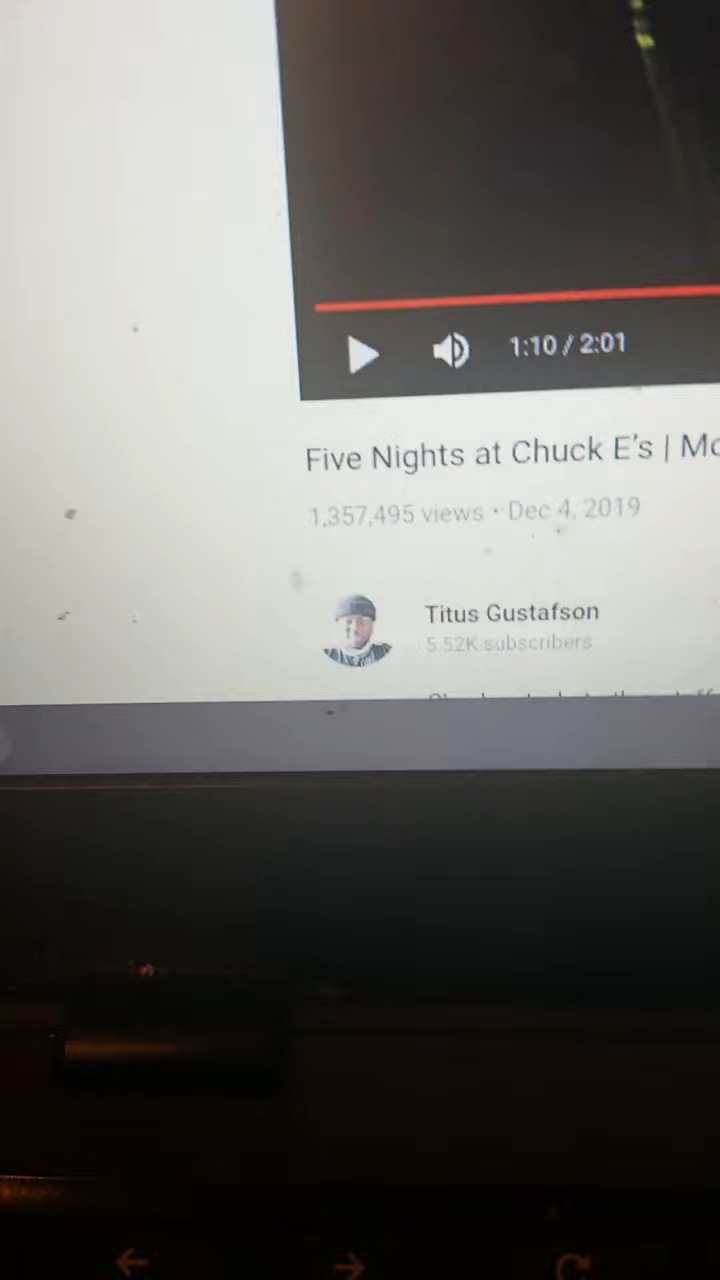 1:10 / 2:01
Five Nights at Chuck E's |
1,357,495 views · Dec 4, 2019
Titus Gustafson
5.52K subscribers